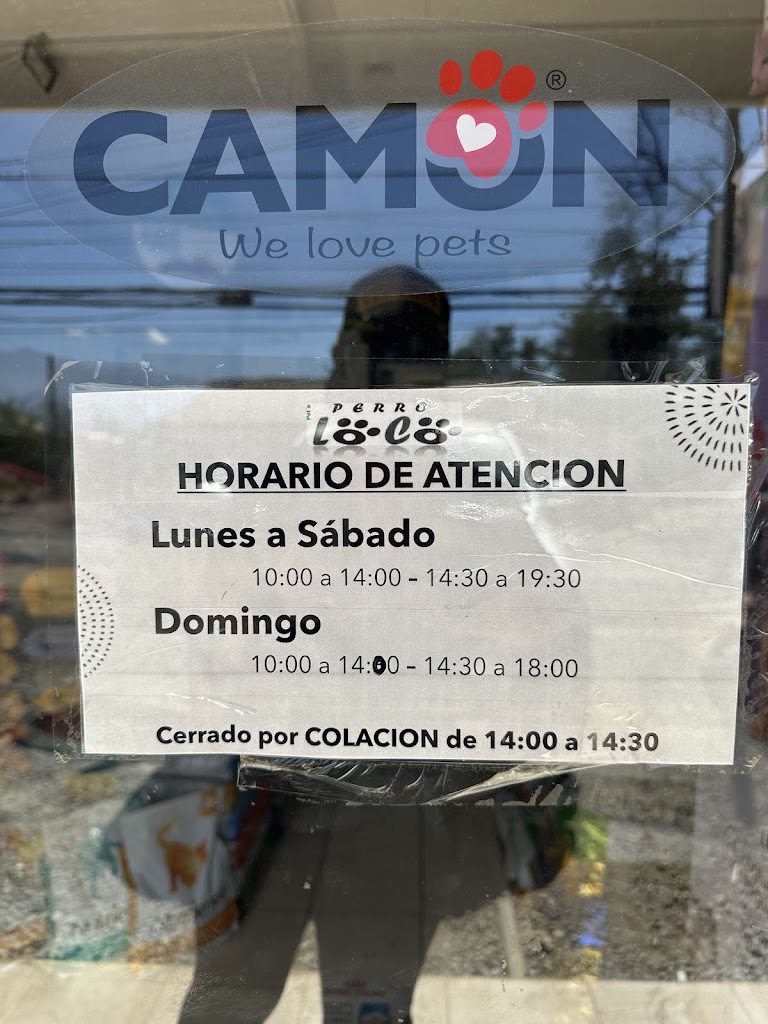 CAMON ®
We love pets
Pet's PERRO
LOCO
HORARIO DE ATENCION
Lunes a Sábado
10:00 a 14:00 – 14:30 a 19:30
Domingo
10:00 a 14:00 – 14:30 a 18:00
Cerrado por COLACION de 14:00 a 14:30